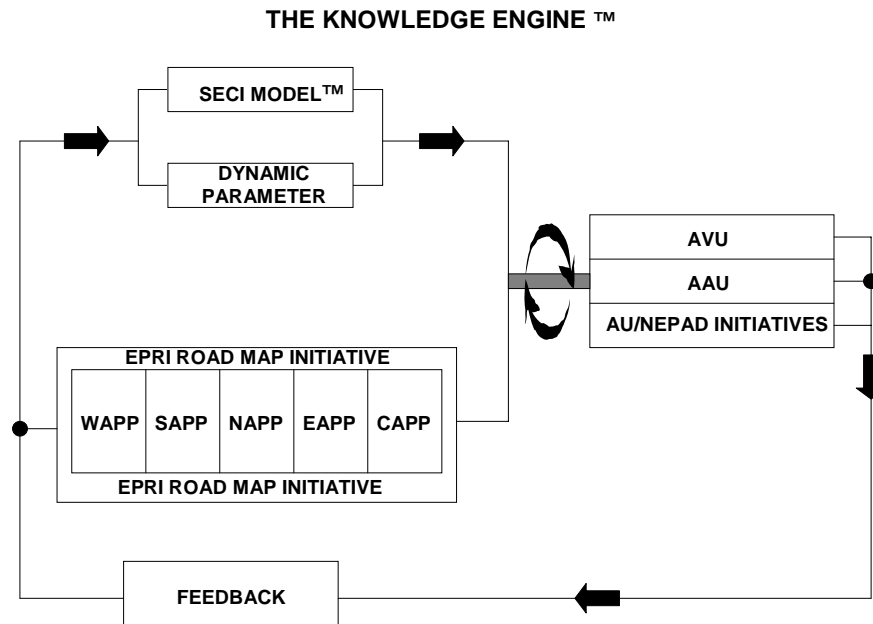 THE KNOWLEDGE ENGINE ™
SECI MODEL™
DYNAMIC
PARAMETER
AVU
AAU
AU/NEPAD INITIATIVES
EPRI ROAD MAP INITIATIVE
WAPP SAPP NAPP EAPP CAPP
EPRI ROAD MAP INITIATIVE
FEEDBACK